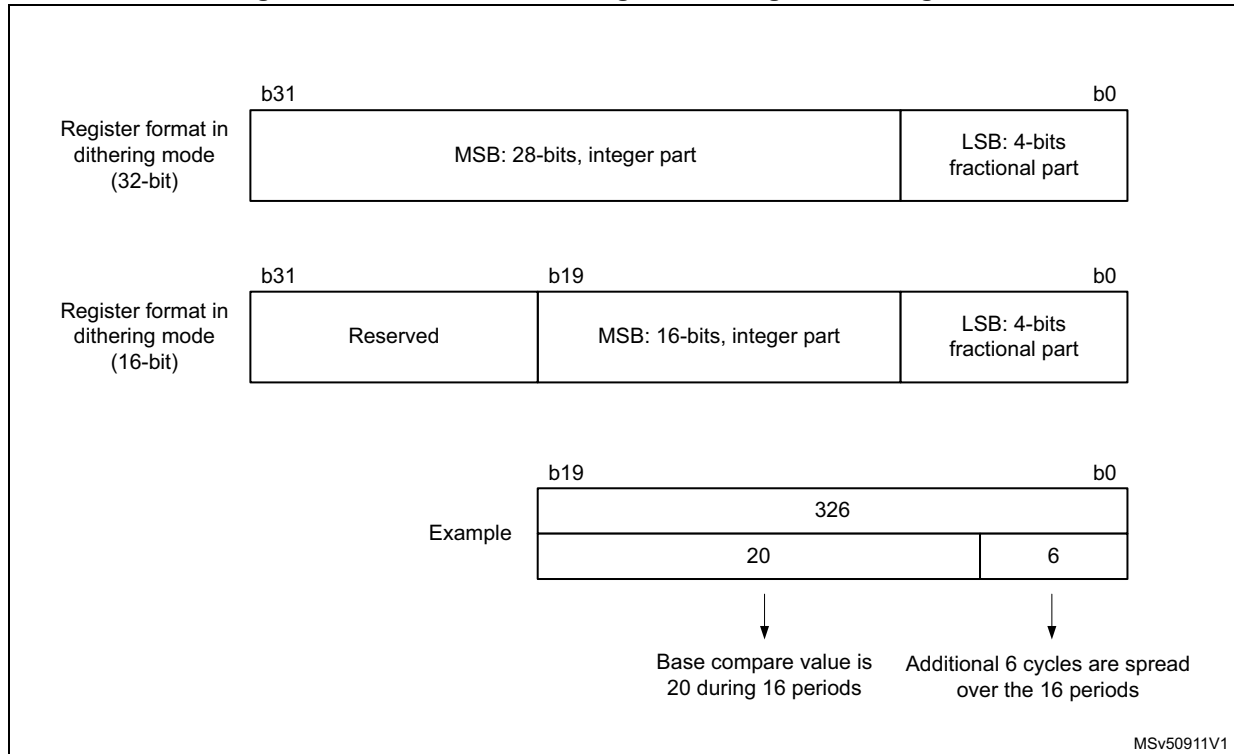 b31 b0
Register format in
dithering mode
(32-bit)
MSB: 28-bits, integer part
LSB: 4-bits
fractional part
b31 b19 b0
Register format in
dithering mode
(16-bit)
Reserved
MSB: 16-bits, integer part
LSB: 4-bits
fractional part
b19 b0
Example
326
20 6
Base compare value is
20 during 16 periods
Additional 6 cycles are spread
over the 16 periods
MSv50911V1